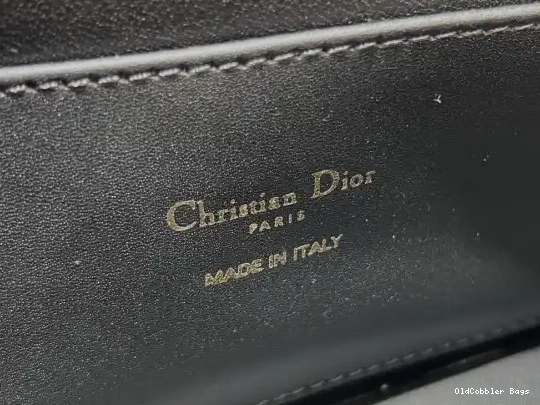 Christian Dior
PARIS
MADE IN ITALY
OldCobbler Bags